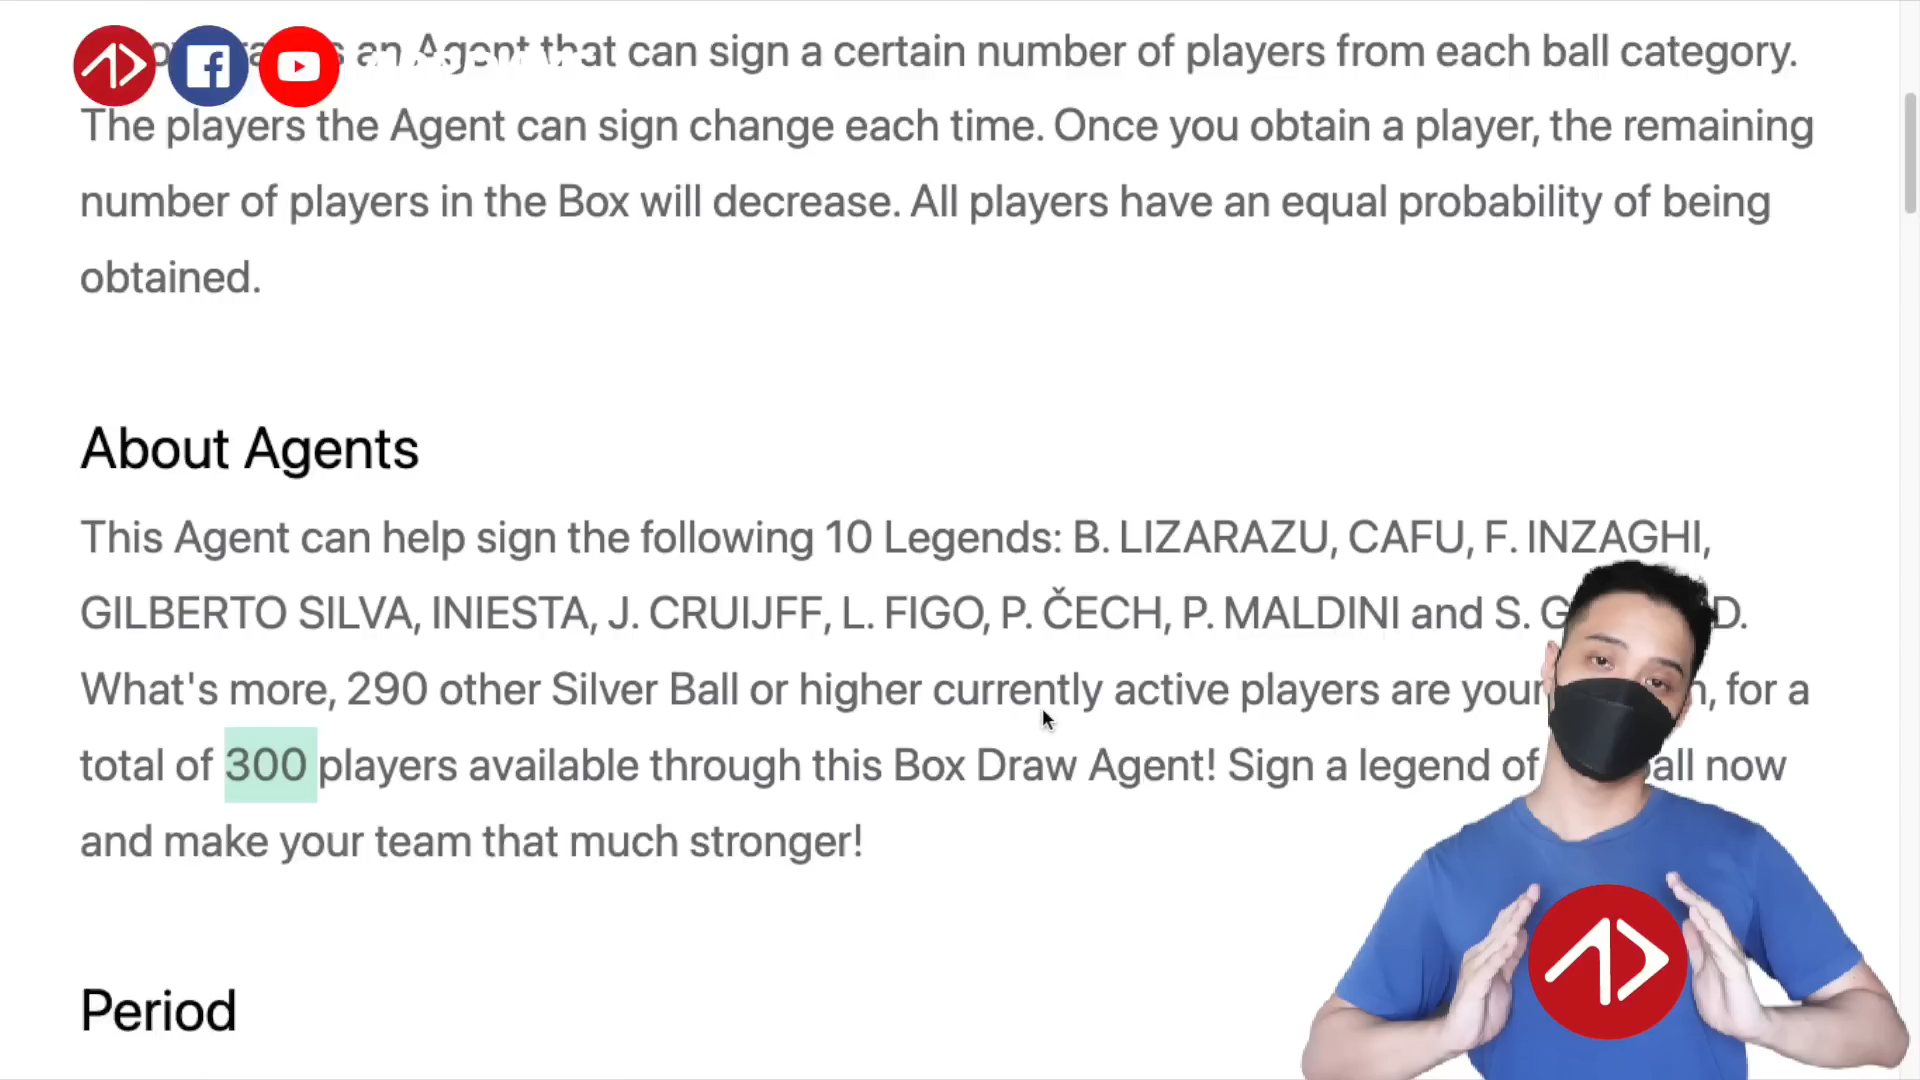 an Agent that can sign a certain number of players from each ball category.
The players the Agent can sign change each time. Once you obtain a player, the remaining
number of players in the Box will decrease. All players have an equal probability of being
obtained.
About Agents
This Agent can help sign the following 10 Legends: B. LIZARAZU, CAFU, F. INZAGHI,
GILBERTO SILVA, INIESTA, J. CRUIJFF, L. FIGO, P. ČECH, P. MALDINI and S.
What's more, 290 other Silver Ball or higher currently active players are for a
total of 300 players available through this Box Draw Agent! Sign a legend of now
and make your team that much stronger!
Period